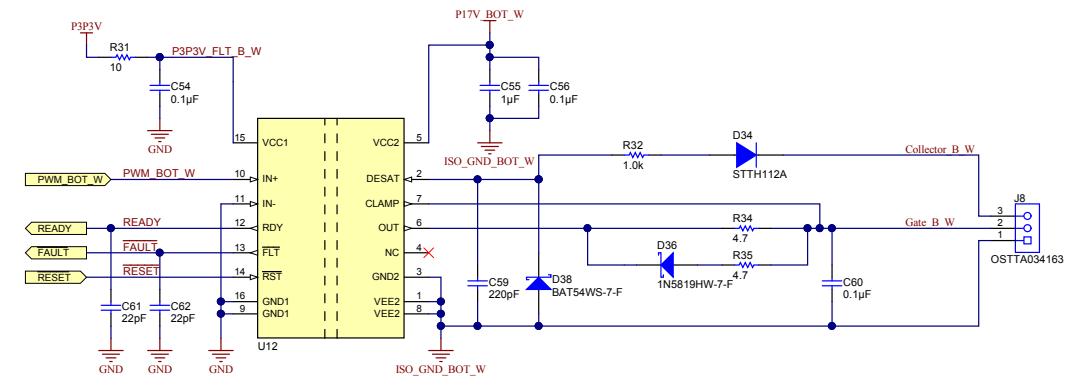 P17V_BOT_W
P3P3V
R31
10
P3P3V_FLT_B_W
C54
0.1µF
GND
C55
1µF
C56
0.1µF
ISO_GND_BOT_W
15 VCC1
VCC2 5
R32
1.0k
D34
STTH112A
Collector_B_W
PWM_BOT_W PWM_BOT_W 10 IN+
DESAT 2
11 IN-
CLAMP 7
READY READY 12 RDY
OUT 6
R34
4.7
Gate_B_W
J8
3
2
1
OSTTA034163
FAULT FAULT 13 FLT
NC 4
D36
1N5819HW-7-F
R35
4.7
RESET RESET 14 RST
GND2 3
C59
220pF
D38
BAT54WS-7-F
C60
0.1µF
16 GND1
VEE2 1
9 GND1
VEE2 8
C61
22pF
C62
22pF
U12
GND
GND
GND
ISO_GND_BOT_W